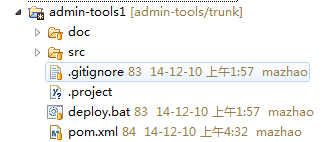 admin-tools1 [admin-tools/trunk]
doc
src
.gitignore 83 14-12-10 上午1:57 mazhao
.project
deploy.bat 83 14-12-10 上午1:57 mazhao
pom.xml 84 14-12-10 上午4:32 mazhao